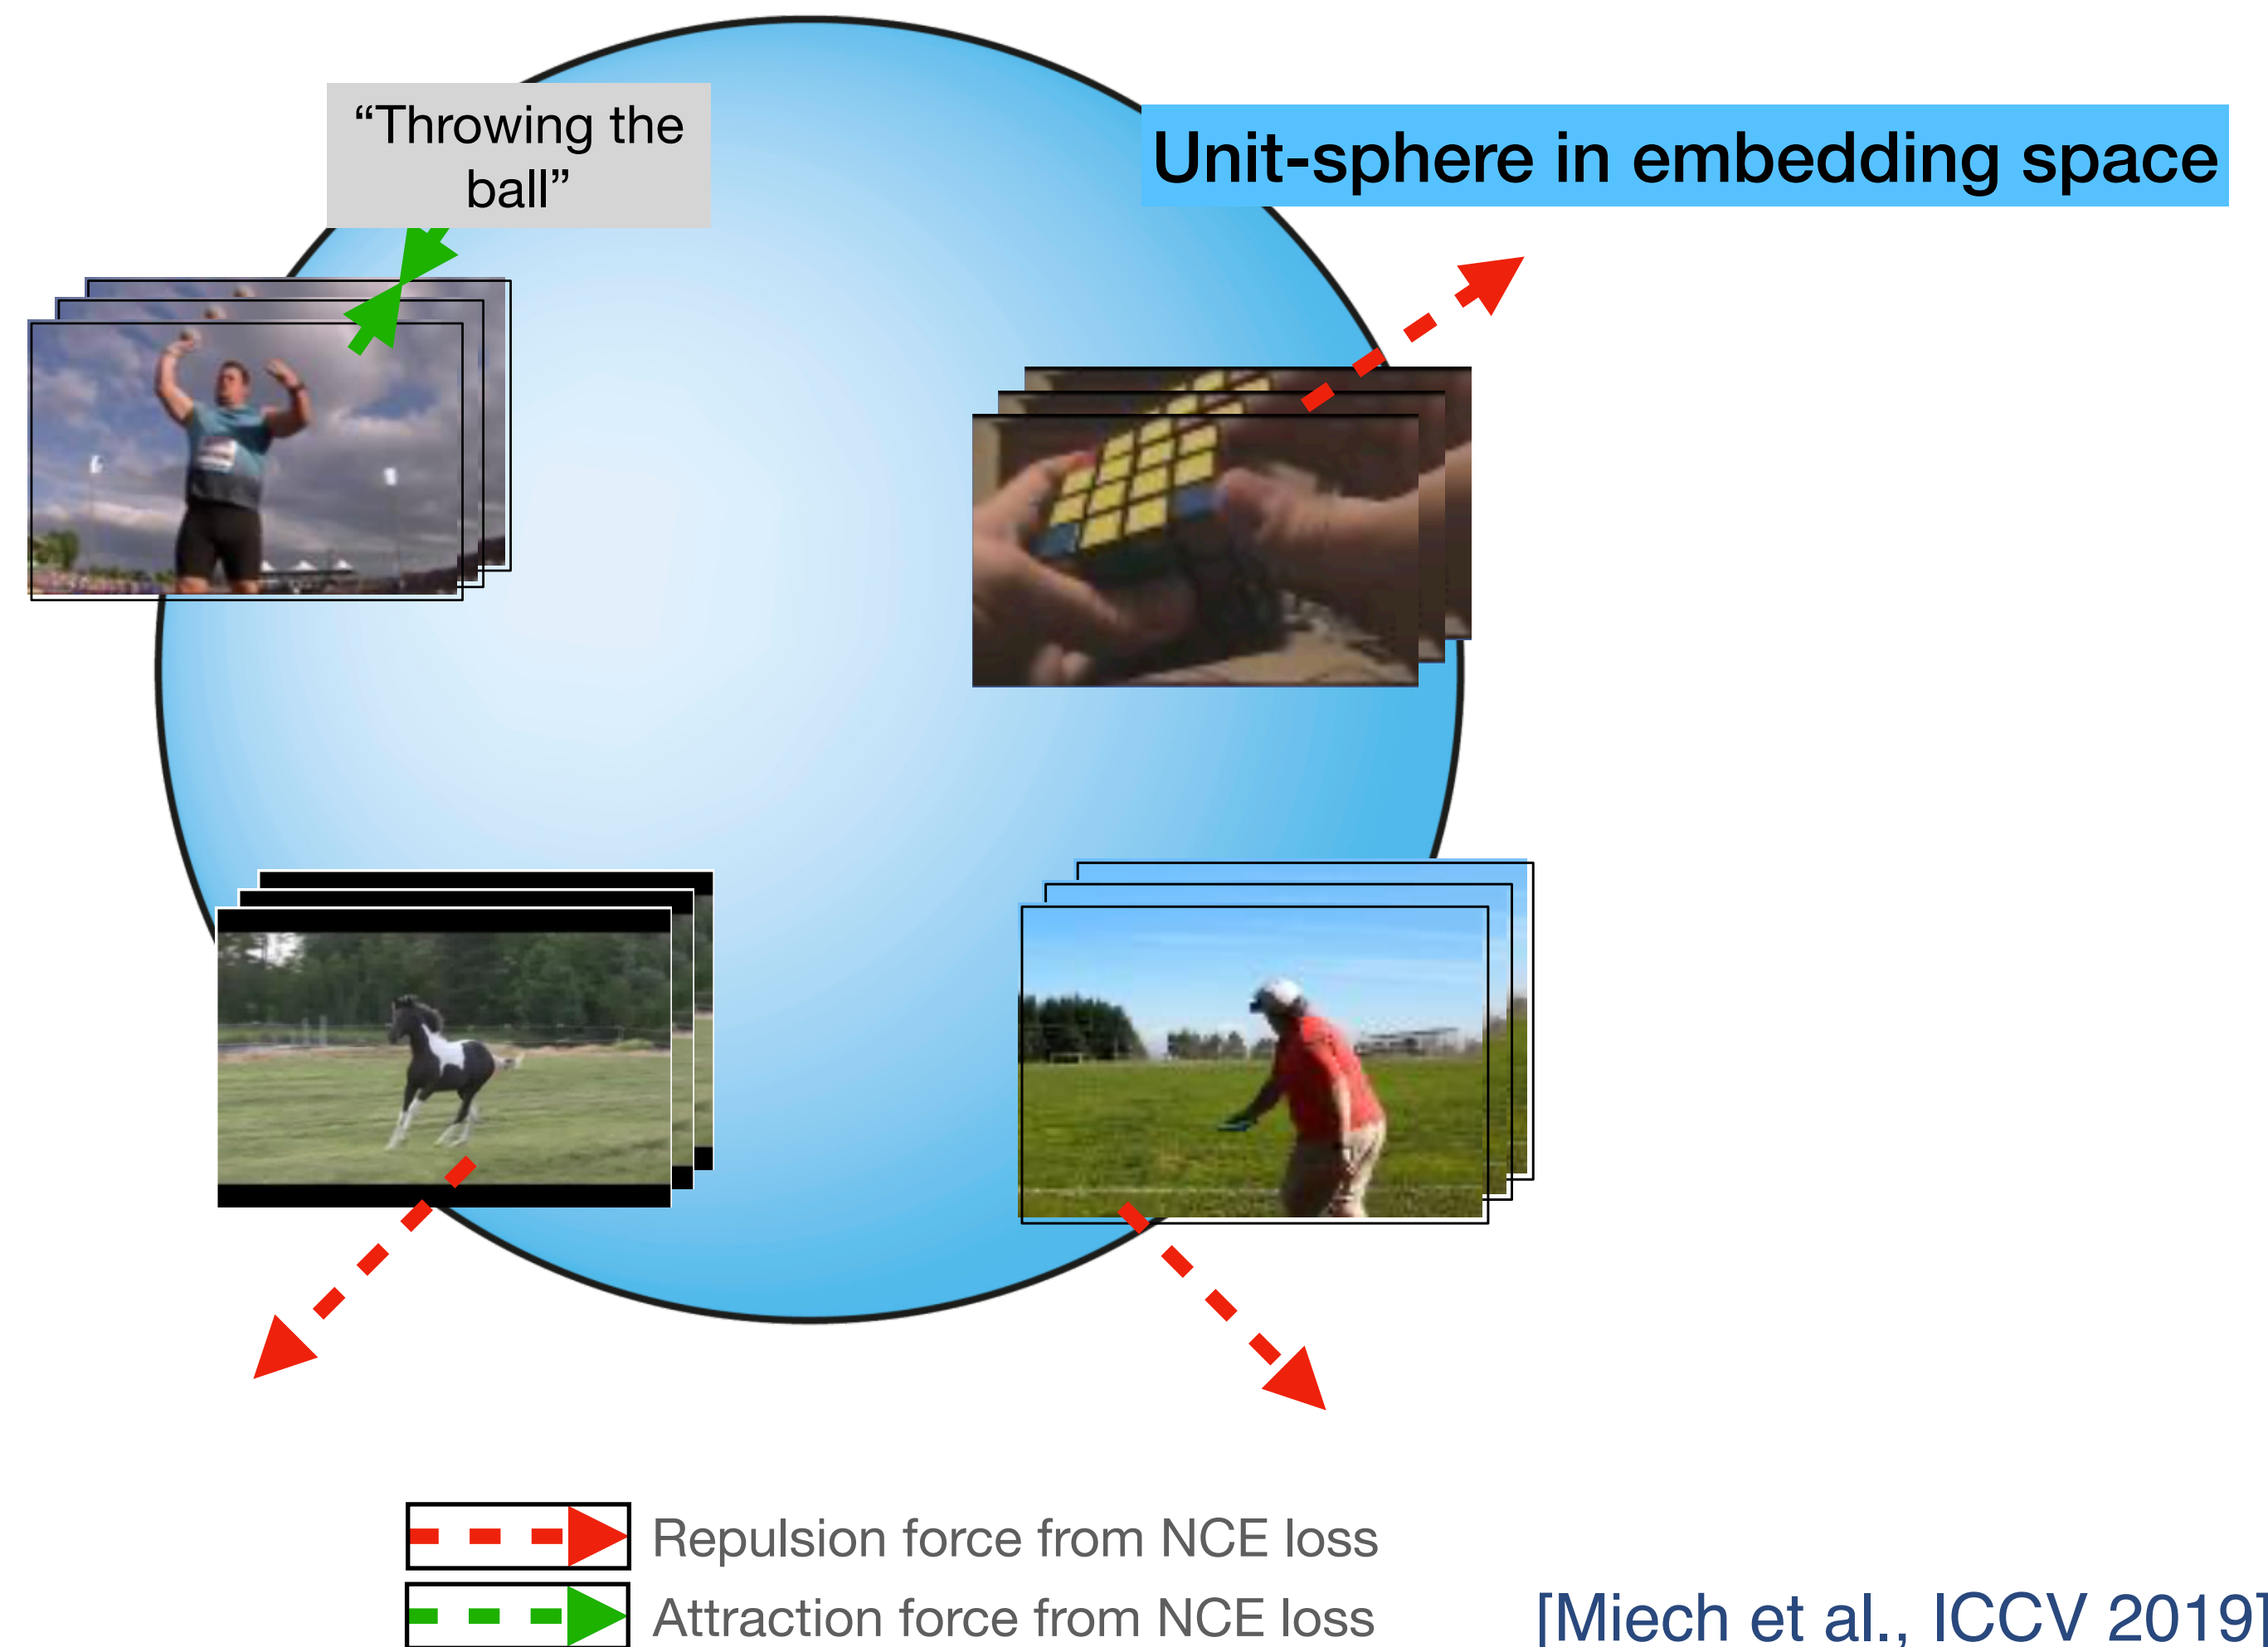 “Throwing the
ball”
Unit-sphere in embedding space
Repulsion force from NCE loss
Attraction force from NCE loss
[Miech et al., ICCV 2019]